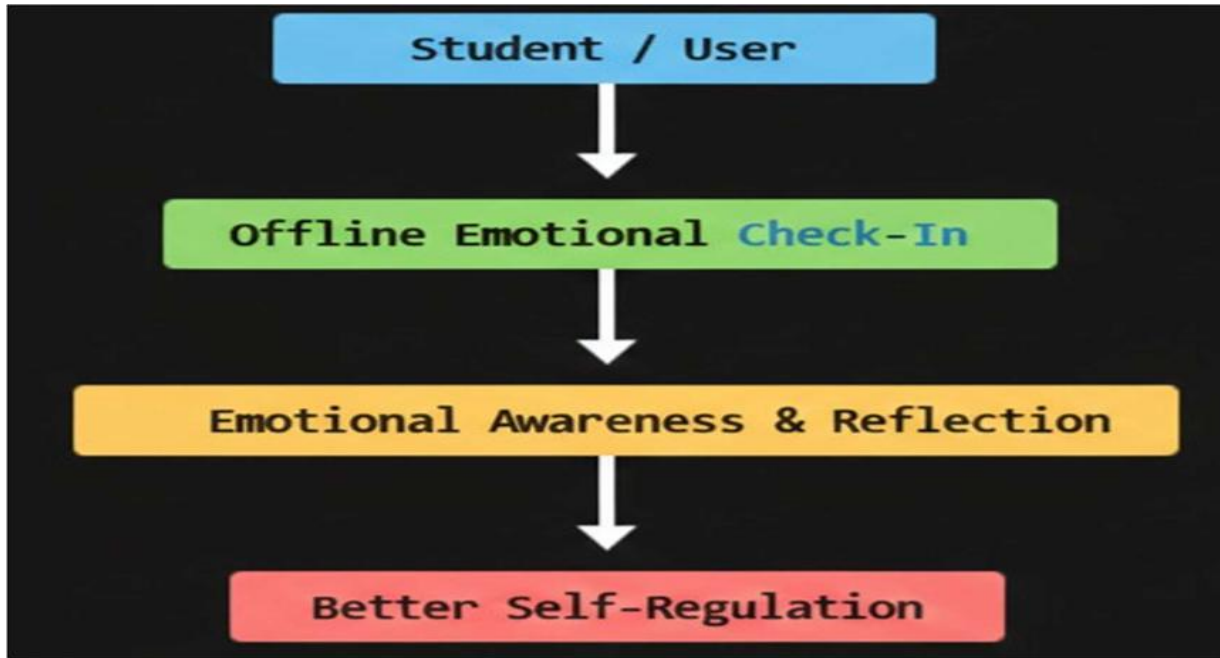 Student / User
Offline Emotional Check-In
Emotional Awareness & Reflection
Better Self-Regulation